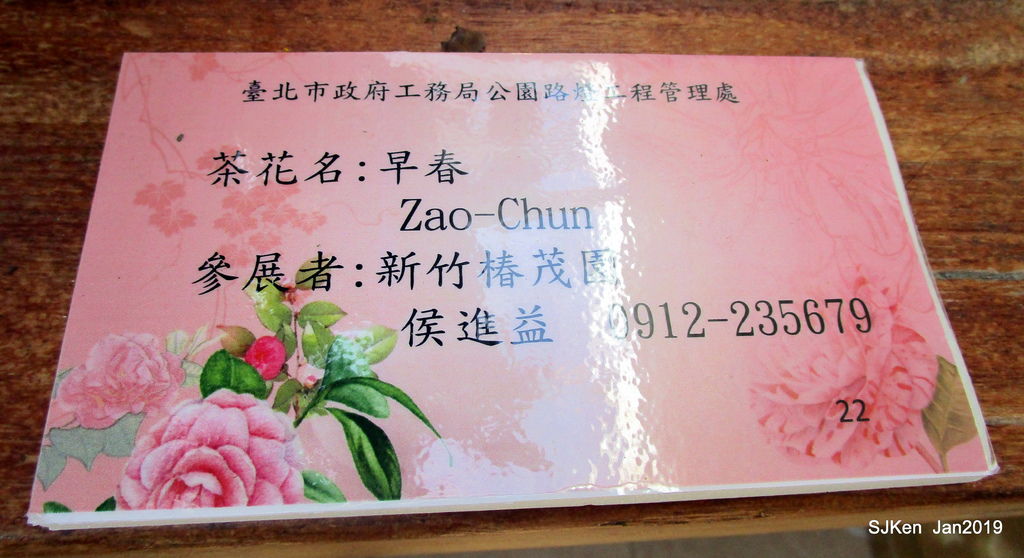 臺北市政府工務局公園路燈工程管理處
茶花名:早春
Zao-Chun
參展者:新竹椿茂園
侯進益 0912-235679
22
SJKen Jan2019